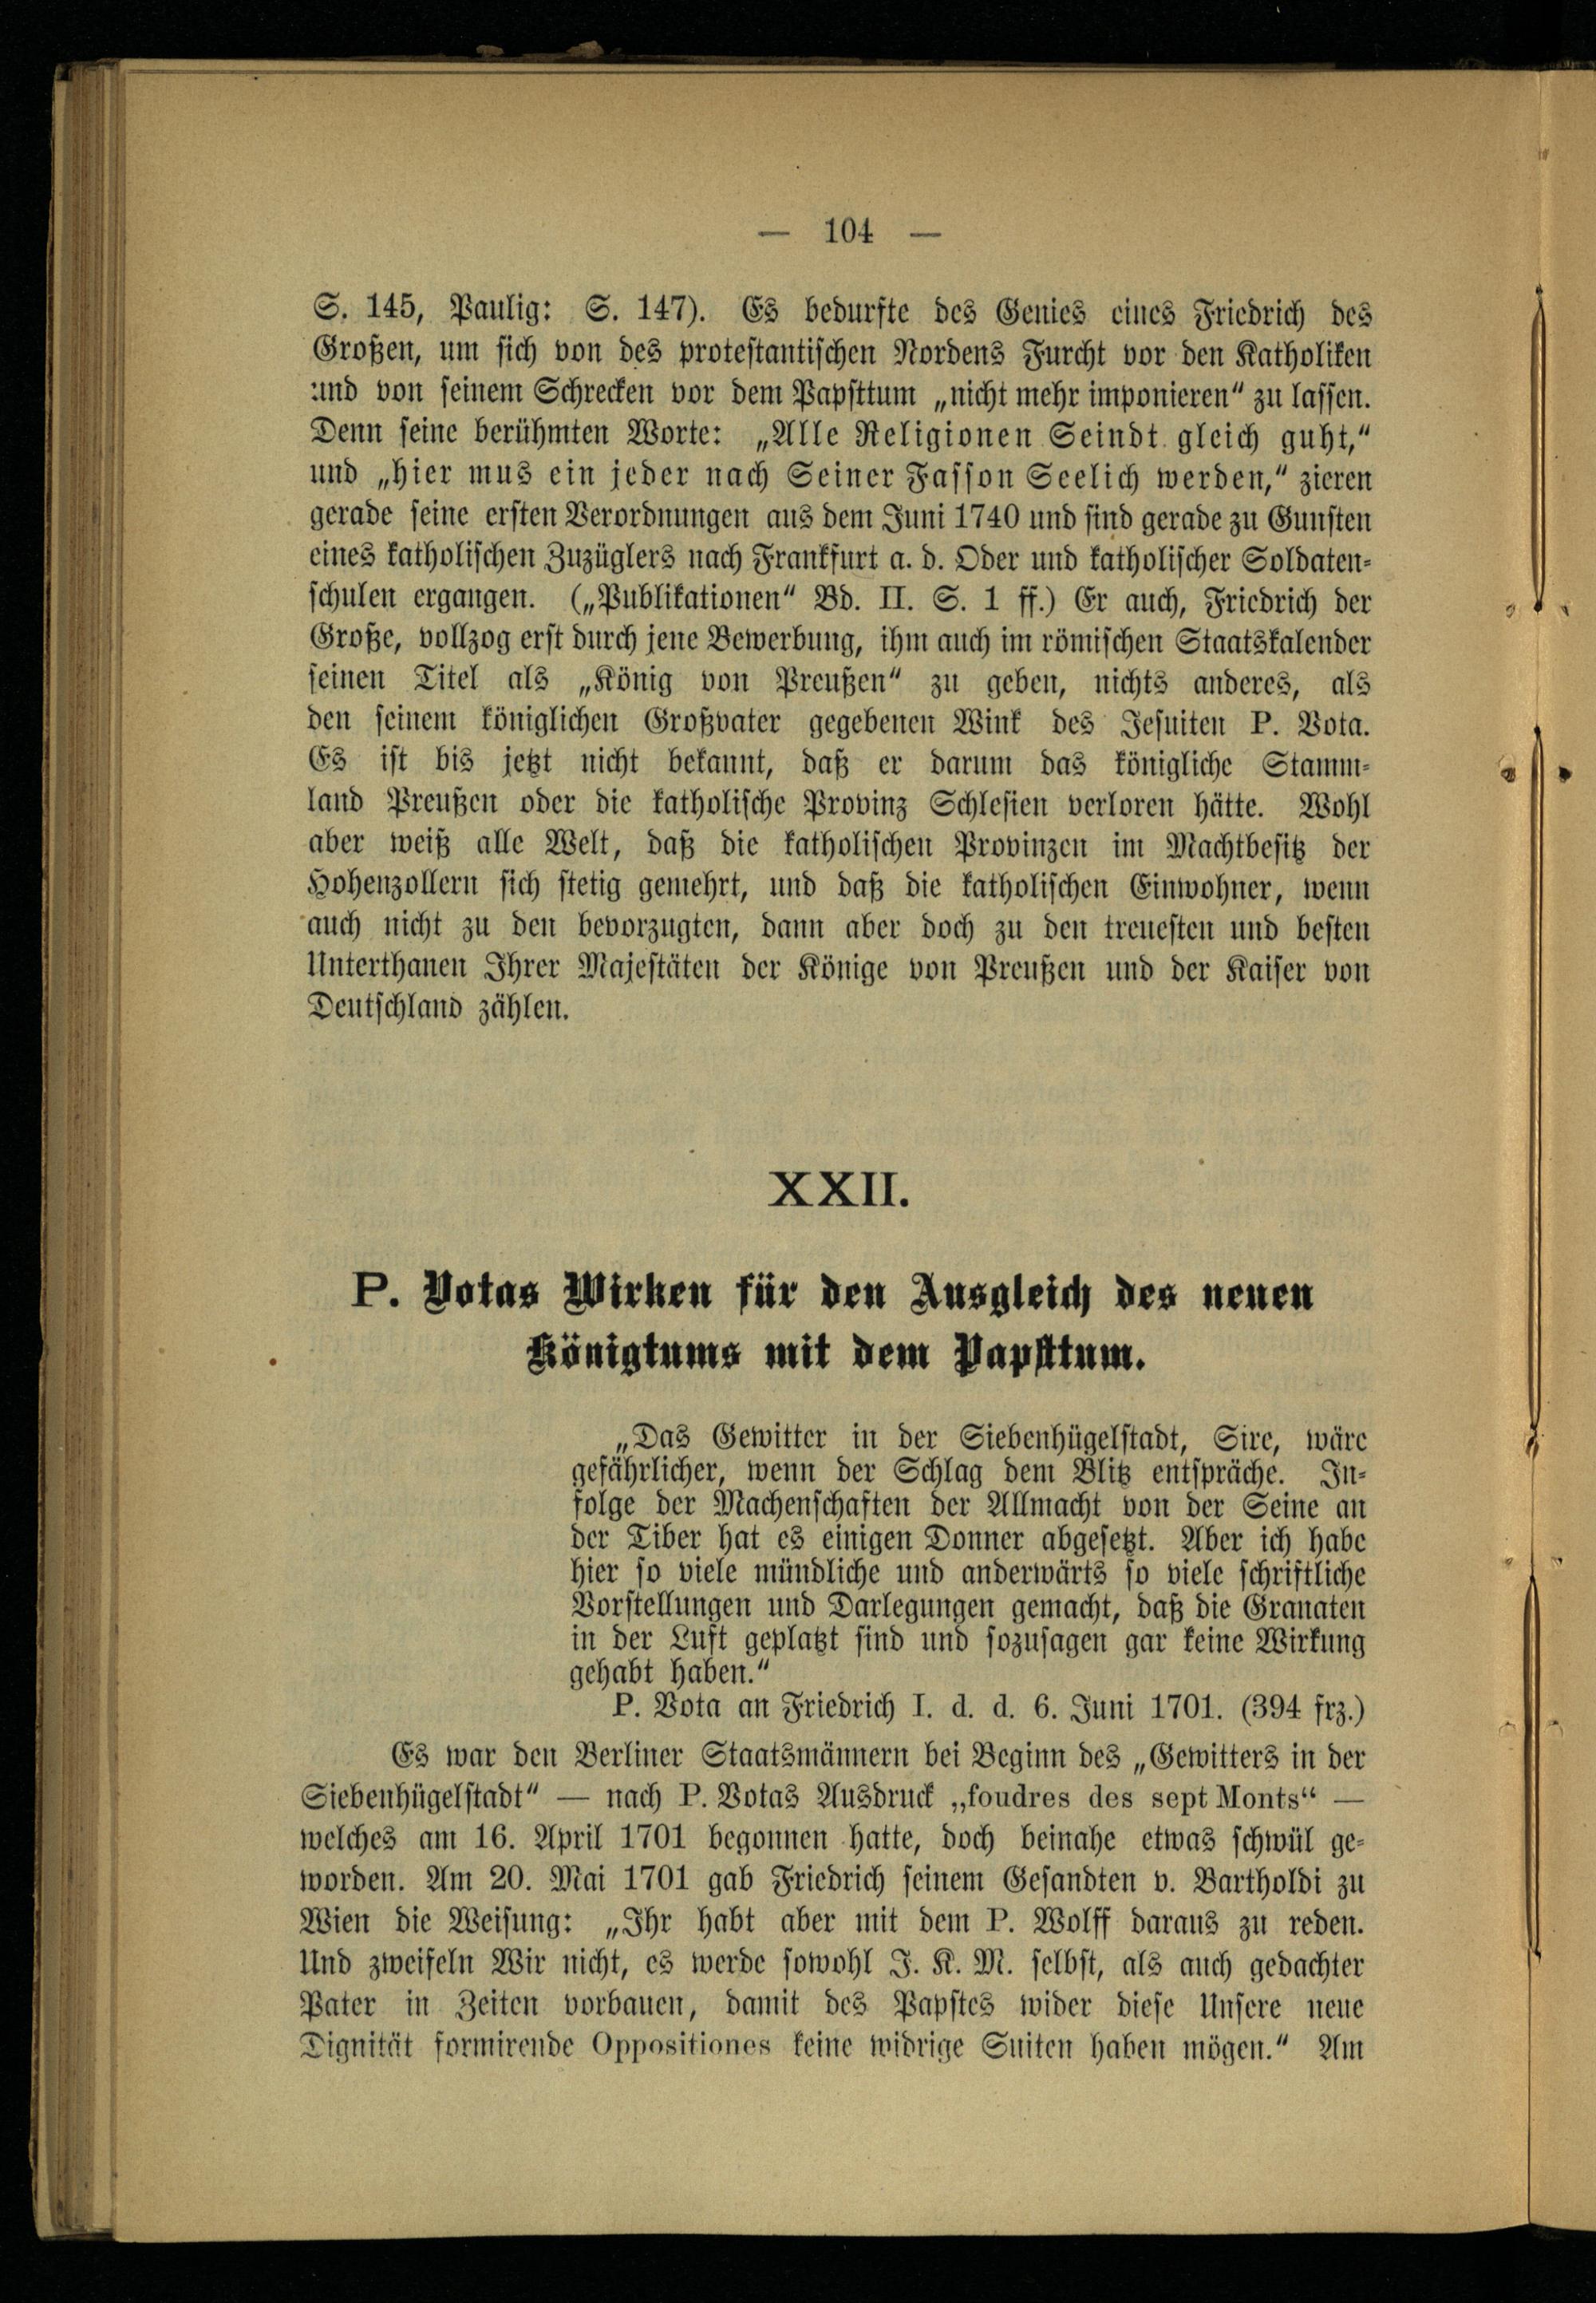 — 104 —
S. 145, Paulig: S. 147). Es bedurfte des Genies eines Friedrich des
Großen, um sich von des protestantischen Nordens Furcht vor den Katholiken
und von seinem Schrecken vor dem Papsttum „nicht mehr imponieren“ zu lassen.
Denn seine berühmten Worte: „Alle Religionen Seindt gleich guht,“
und „hier mus ein jeder nach Seiner Fasson Seelich werden,“ zieren
gerade seine ersten Verordnungen aus dem Juni 1740 und sind gerade zu Gunsten
eines katholischen Zuzüglers nach Frankfurt a. d. Oder und katholischer Soldaten-
schulen ergangen. („Publikationen“ Bd. II. S. 1 ff.) Er auch, Friedrich der
Große, vollzog erst durch jene Bewerbung, ihm auch im römischen Staatskalender
seinen Titel als „König von Preußen“ zu geben, nichts anderes, als
den seinem königlichen Großvater gegebenen Wink des Jesuiten P. Vota.
Es ist bis jetzt nicht bekannt, daß er darum das königliche Stamm-
land Preußen oder die katholische Provinz Schlesien verloren hätte. Wohl
aber weiß alle Welt, daß die katholischen Provinzen im Machtbesitz der
Hohenzollern sich stetig gemehrt, und daß die katholischen Einwohner, wenn
auch nicht zu den bevorzugten, dann aber doch zu den treuesten und besten
Unterthanen Ihrer Majestäten der Könige von Preußen und der Kaiser von
Deutschland zählen.
XXII.
P. Votas Wirken für den Ausgleich des neuen
Königtums mit dem Papsttum.
„Das Gewitter in der Siebenhügelstadt, Sire, wäre
gefährlicher, wenn der Schlag dem Blitz entspräche. In-
folge der Machenschaften der Allmacht von der Seine an
der Tiber hat es einigen Donner abgesetzt. Aber ich habe
hier so viele mündliche und anderwärts so viele schriftliche
Vorstellungen und Darlegungen gemacht, daß die Granaten
in der Luft geplatzt sind und sozusagen gar keine Wirkung
gehabt haben.“
P. Vota an Friedrich I. d. d. 6. Juni 1701. (394 frz.)
Es war den Berliner Staatsmännern bei Beginn des „Gewitters in der
Siebenhügelstadt“ — nach P. Votas Ausdruck „foudres des sept Monts“ —
welches am 16. April 1701 begonnen hatte, doch beinahe etwas schwül ge-
worden. Am 20. Mai 1701 gab Friedrich seinem Gesandten v. Bartholdi zu
Wien die Weisung: „Ihr habt aber mit dem P. Wolff daraus zu reden.
Und zweifeln Wir nicht, es werde sowohl J. K. M. selbst, als auch gedachter
Pater in Zeiten vorbauen, damit des Papstes wider diese Unsere neue
Dignität formirende Oppositiones keine widrige Suiten haben mögen.“ Am